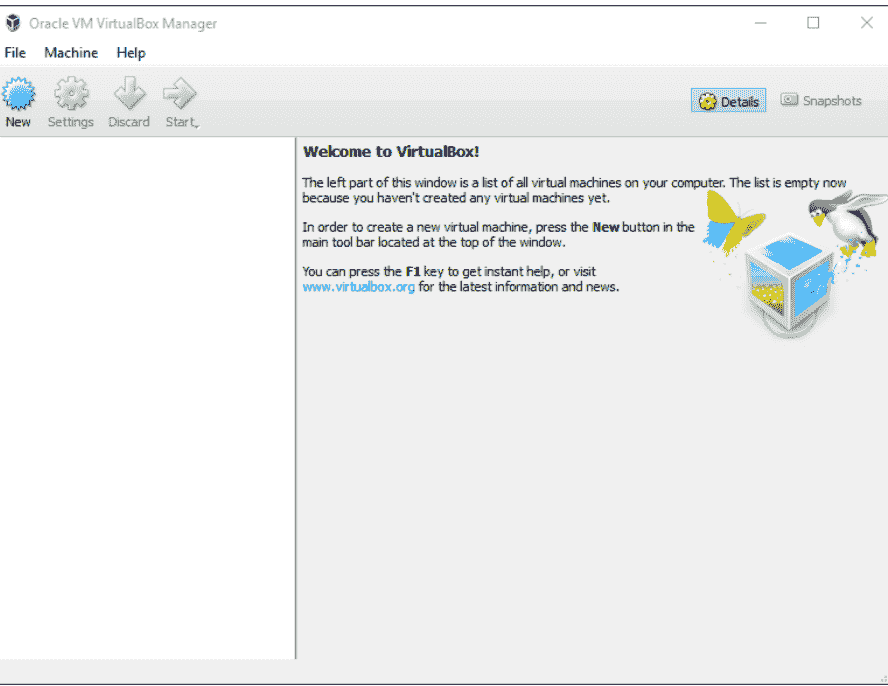 Oracle VM VirtualBox Manager
File Machine Help
New Settings Discard Start Details Snapshots
Welcome to VirtualBox!
The left part of this window is a list of all virtual machines on your computer. The list is empty now
because you haven't created any virtual machines yet.
In order to create a new virtual machine, press the New button in the
main tool bar located at the top of the window.
You can press the F1 key to get instant help, or visit
www.virtualbox.org for the latest information and news.